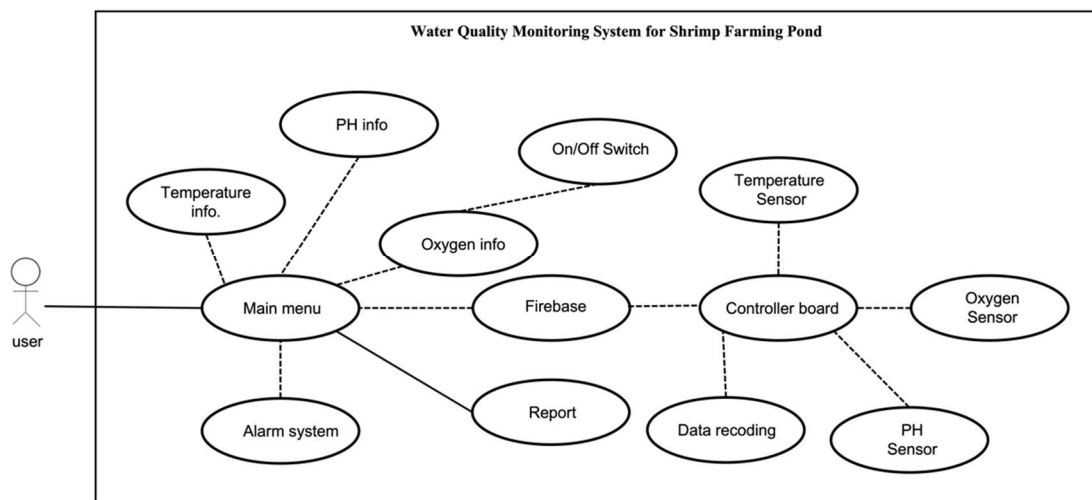 Water Quality Monitoring System for Shrimp Farming Pond
PH info
On/Off Switch
Temperature
info.
Temperature
Sensor
Oxygen info
Main menu
Firebase
Controller board
Oxygen
Sensor
user
Alarm system
Report
Data recoding
PH
Sensor